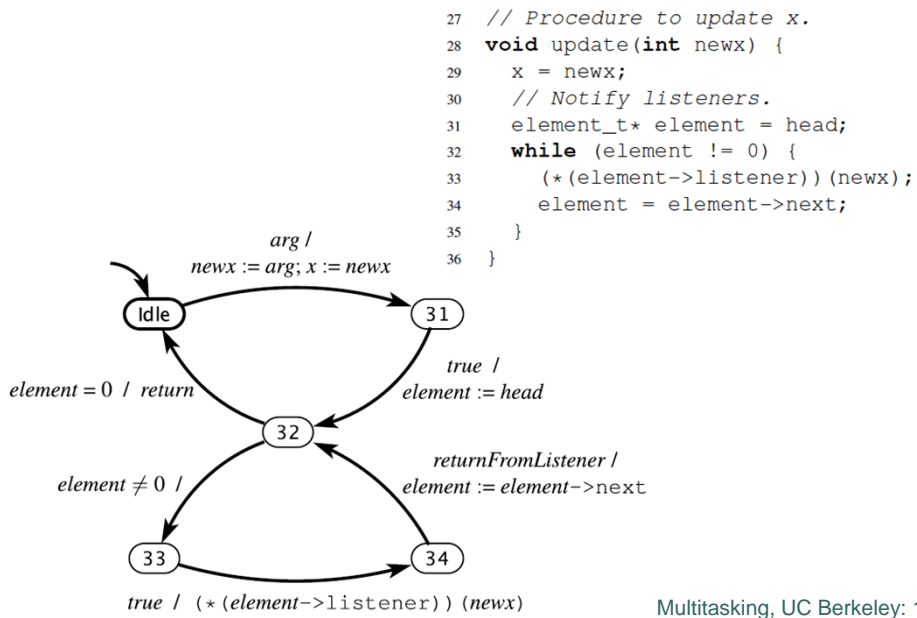 27 // Procedure to update x.
28 void update(int newx) {
29 x = newx;
30 // Notify listeners.
31 element_t* element = head;
32 while (element != 0) {
33 (*(element->listener))(newx);
34 element = element->next;
35 }
36 }
arg /
newx := arg; x := newx
Idle
31
true /
element := head
element = 0 / return
32
returnFromListener /
element := element->next
element ≠ 0 /
33
34
true / (*(element->listener))(newx)
Multitasking, UC Berkeley: